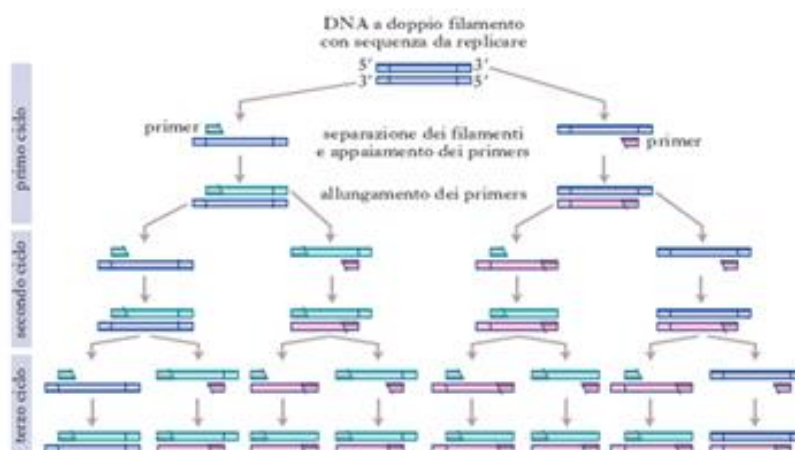 DNA a doppio filamento
con sequenza da replicare
5' 3'
3' 5'
primer
separazione dei filamenti
e appaiamento dei primers
primer
allungamento dei primers
primo ciclo
secondo ciclo
terzo ciclo